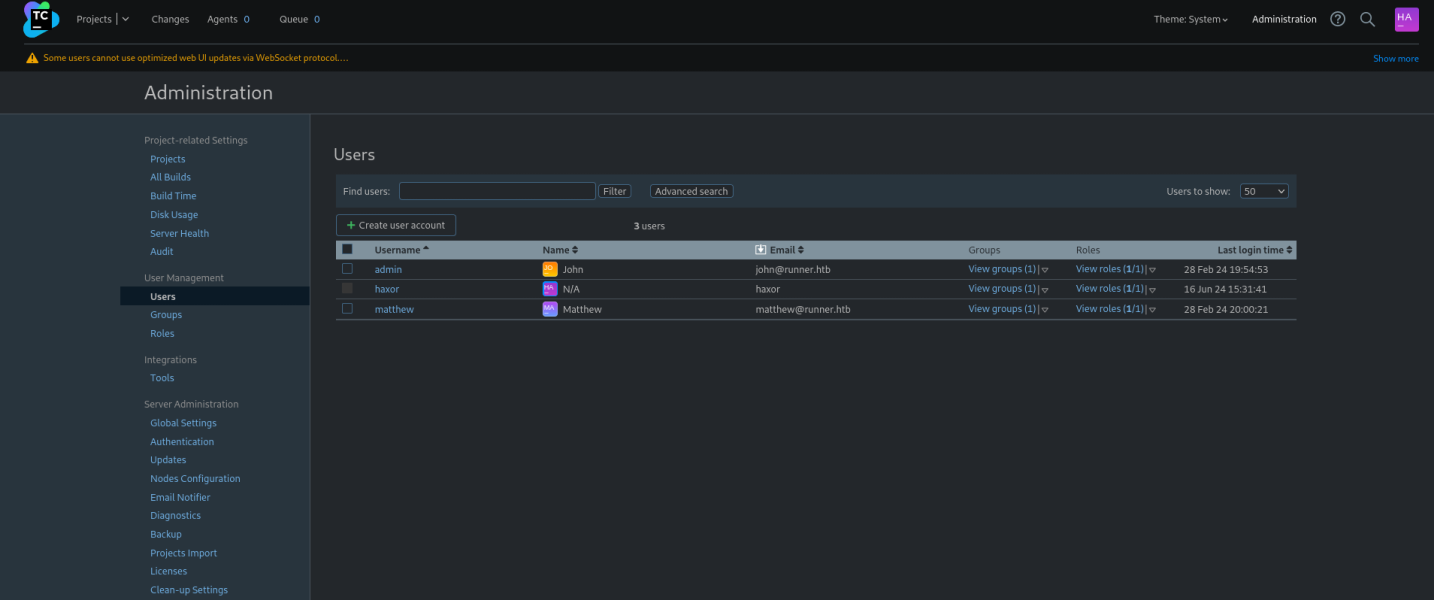 TC Projects | Changes Agents 0 Queue 0 Theme: System Administration ? HA
Some users cannot use optimized web UI updates via WebSocket protocol.... Show more
Administration
Project-related Settings
Projects
All Builds
Build Time
Disk Usage
Server Health
Audit
User Management
Users
Groups
Roles
Integrations
Tools
Server Administration
Global Settings
Authentication
Updates
Nodes Configuration
Email Notifier
Diagnostics
Backup
Projects Import
Licenses
Clean-up Settings
Users
Find users: Filter Advanced search Users to show: 50
+ Create user account 3 users
Username Name Email Groups Roles Last login time
admin JO John john@runner.htb View groups (1) | View roles (1/1) | 28 Feb 24 19:54:53
haxor HA N/A haxor View groups (1) | View roles (1/1) | 16 Jun 24 15:31:41
matthew MA Matthew matthew@runner.htb View groups (1) | View roles (1/1) | 28 Feb 24 20:00:21